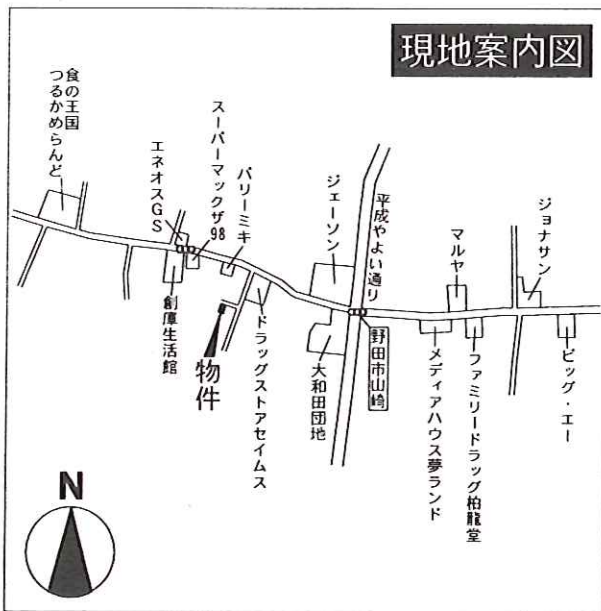 現地案内図
食の王国
つるかめらんど
エネオスGS
スーパーマックザ
98
パリーミキ
ジェーソン
平成やよい通り
マルヤ
ジョナサン
創庫生活館
物件
ドラッグストアセイムス
大和田団地
野田市山崎
メディアハウス夢ランド
ファミリードラッグ柏龍堂
ビッグ・エー
N